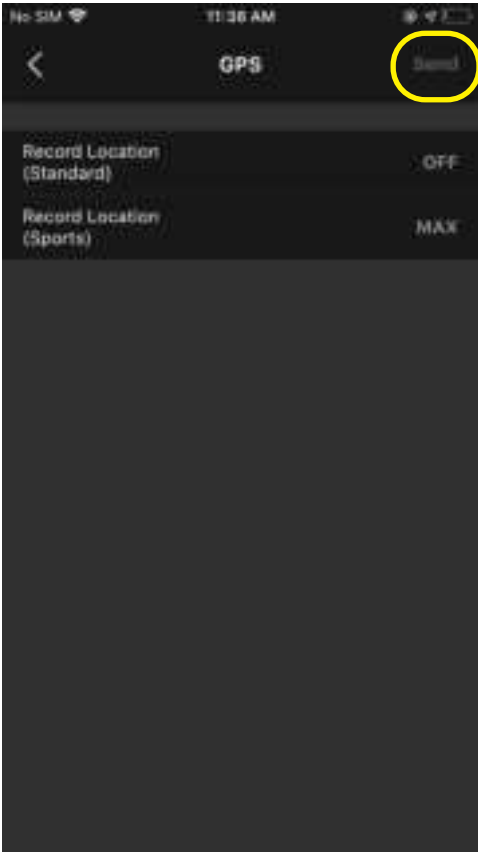 No SIM
11:36 AM
GPS
Send
Record Location
(Standard)
OFF
Record Location
(Sports)
MAX